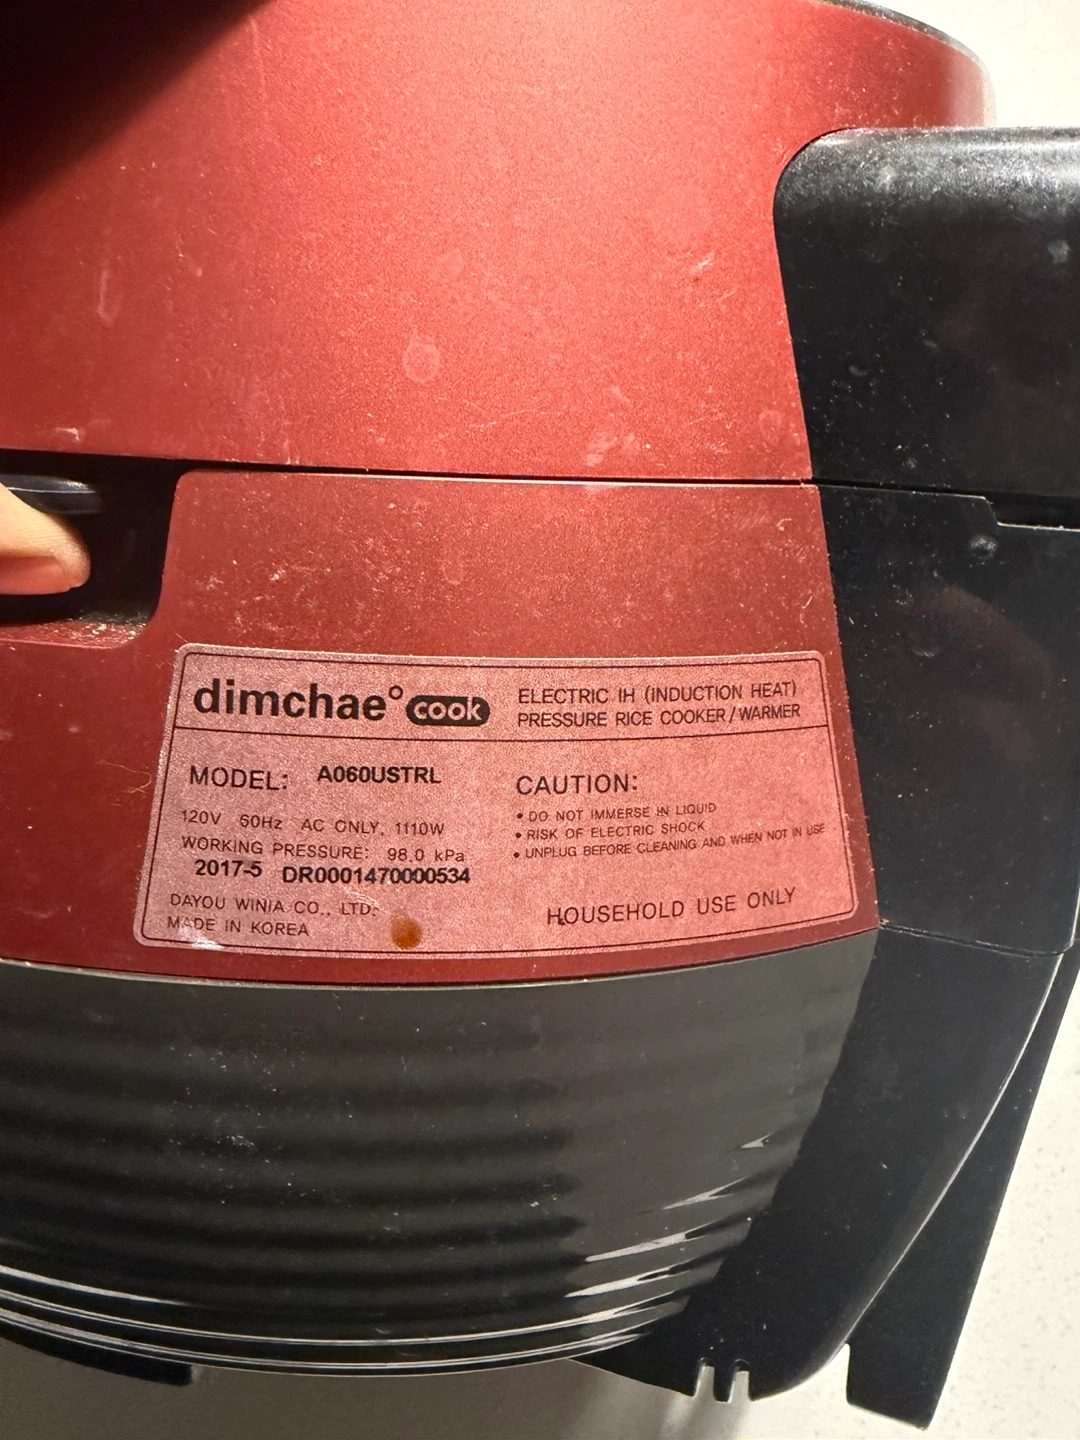 dimchae° cook
ELECTRIC IH (INDUCTION HEAT)
PRESSURE RICE COOKER/WARMER
MODEL: A060USTRL
120V 60Hz AC ONLY, 1110W
WORKING PRESSURE: 98.0 kPa
2017-5 DR0001470000534
DAYOU WINIA CO., LTD.
MADE IN KOREA
CAUTION:
• DO NOT IMMERSE IN LIQUID
• RISK OF ELECTRIC SHOCK
• UNPLUG BEFORE CLEANING AND WHEN NOT IN USE
HOUSEHOLD USE ONLY